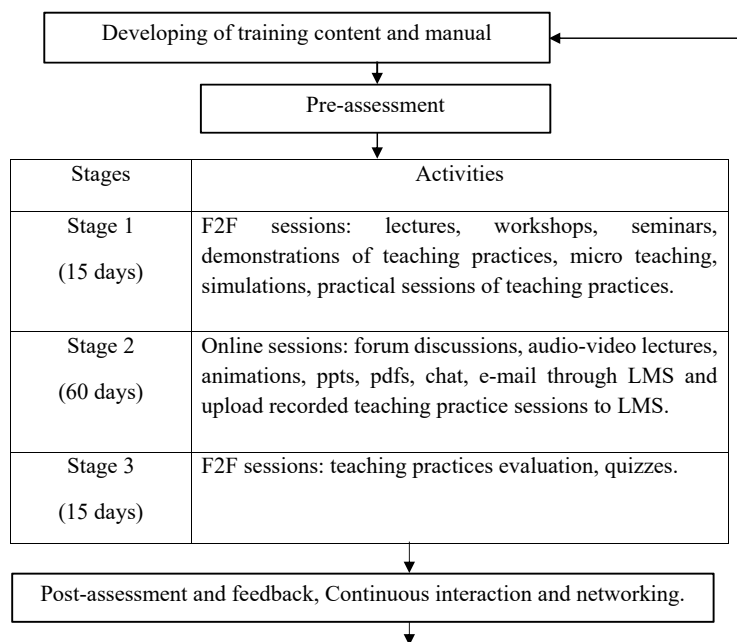 Developing of training content and manual
Pre-assessment
Stages
Activities
Stage 1
(15 days)
F2F sessions: lectures, workshops, seminars,
demonstrations of teaching practices, micro teaching,
simulations, practical sessions of teaching practices.
Stage 2
(60 days)
Online sessions: forum discussions, audio-video lectures,
animations, ppts, pdfs, chat, e-mail through LMS and
upload recorded teaching practice sessions to LMS.
Stage 3
(15 days)
F2F sessions: teaching practices evaluation, quizzes.
Post-assessment and feedback, Continuous interaction and networking.